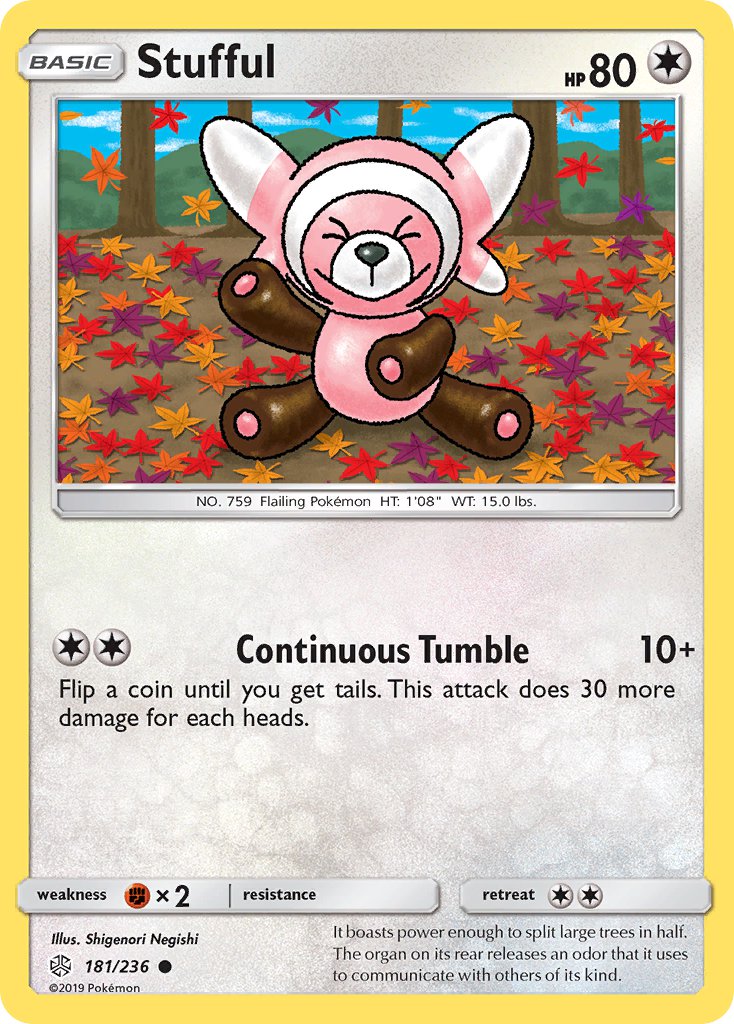 BASIC Stufful HP 80
NO. 759 Flailing Pokémon HT: 1'08" WT: 15.0 lbs.
Continuous Tumble 10+
Flip a coin until you get tails. This attack does 30 more
damage for each heads.
weakness × 2 resistance retreat
Illus. Shigenori Negishi
181/236
©2019 Pokémon
It boasts power enough to split large trees in half.
The organ on its rear releases an odor that it uses
to communicate with others of its kind.